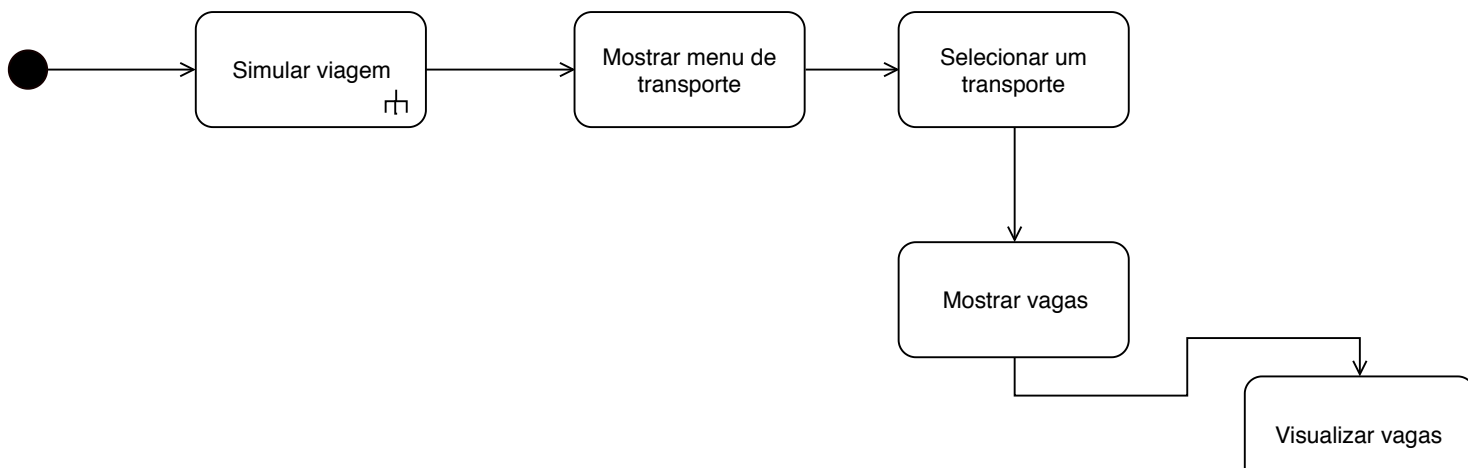 Simular viagem
Mostrar menu de
transporte
Selecionar um
transporte
Mostrar vagas
Visualizar vagas